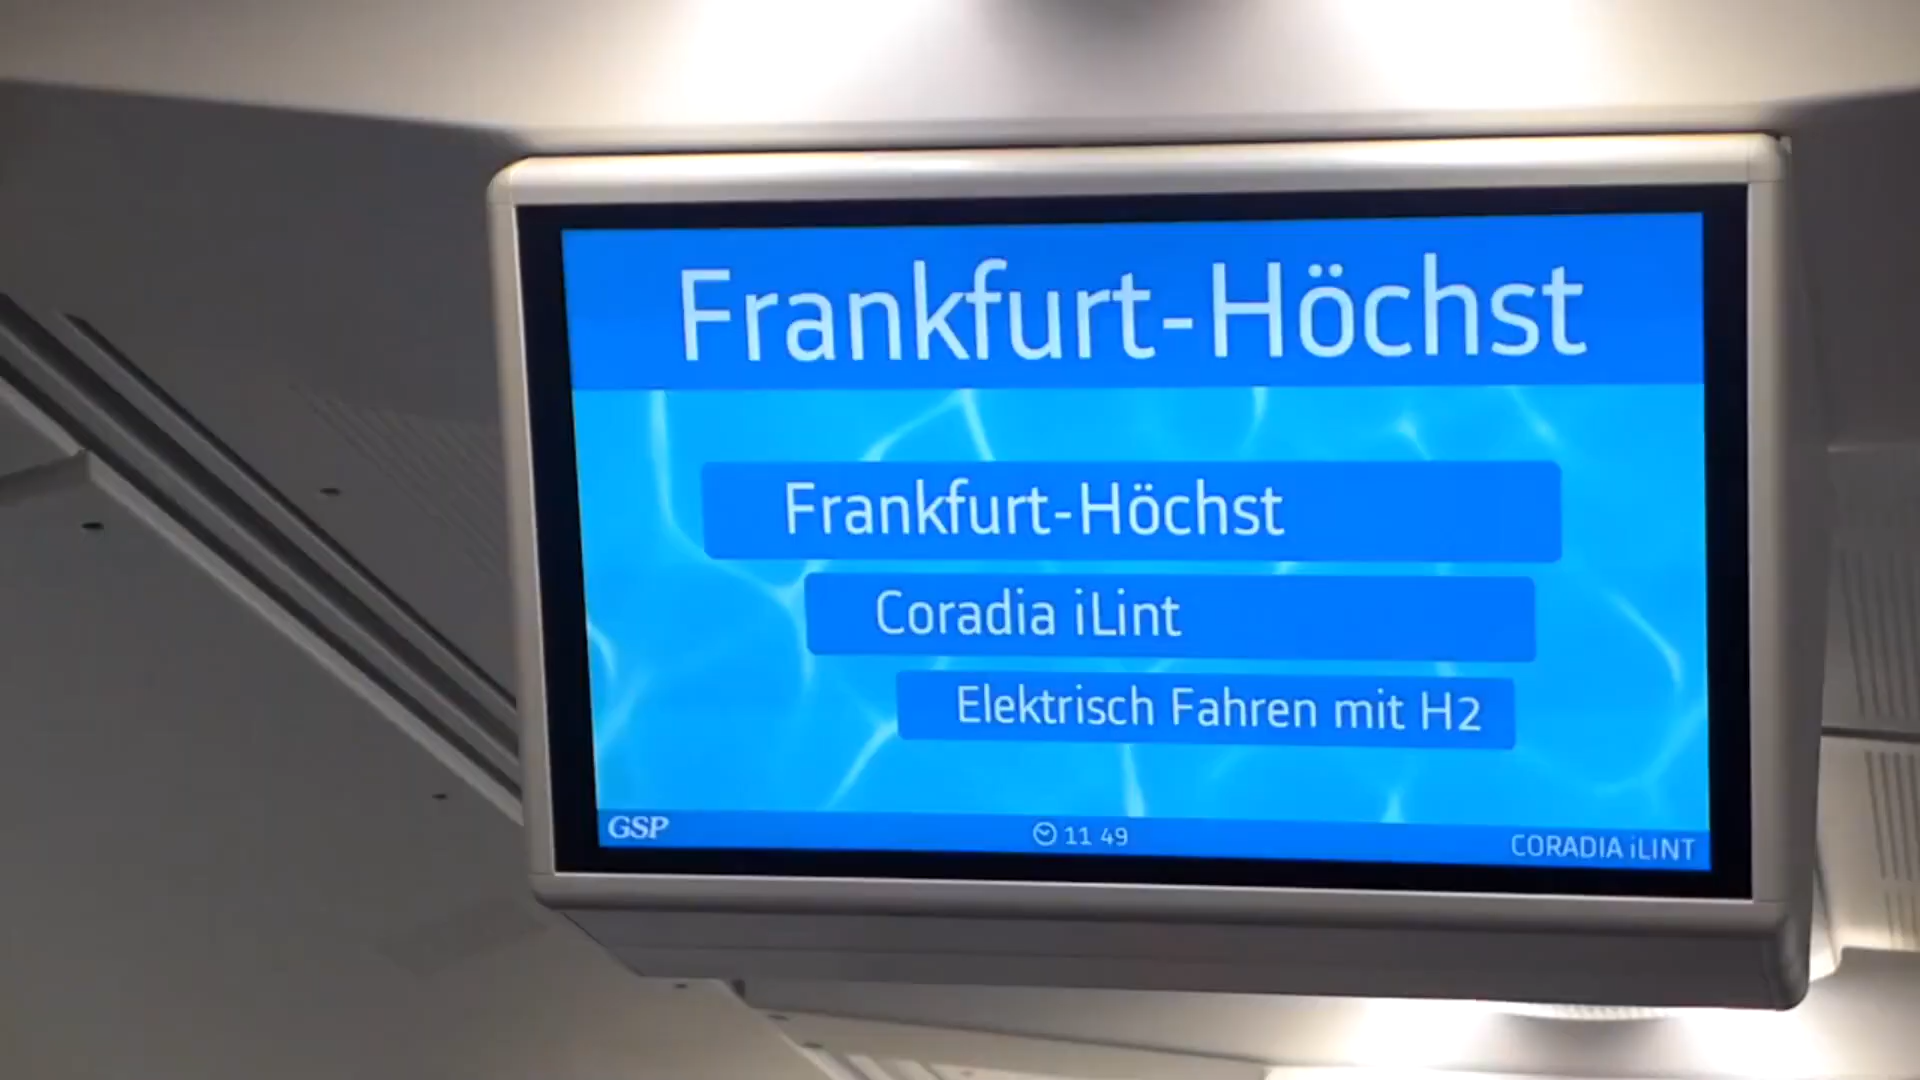 Frankfurt-Höchst
Frankfurt-Höchst
Coradia iLint
Elektrisch Fahren mit H2
GSP
11 49
CORADIA iLINT